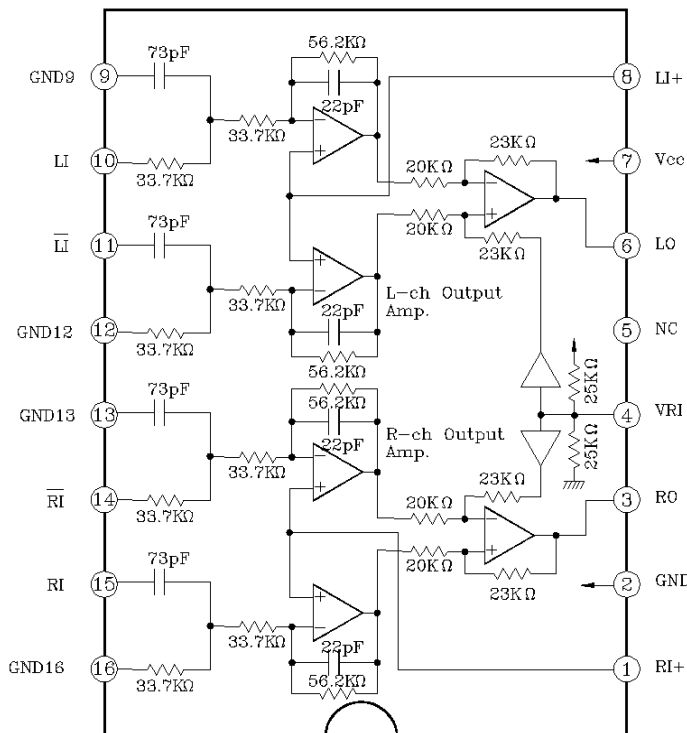 56.2KΩ
73pF
GND9
9
22pF
8
LI+
33.7KΩ
23KΩ
LI
10
20KΩ
7
Vcc
33.7KΩ
73pF
L̅I̅
11
20KΩ
23KΩ
6
LO
33.7KΩ
L-ch Output
Amp.
22pF
GND12
12
5
NC
33.7KΩ
56.2KΩ
25KΩ
73pF
56.2KΩ
GND13
13
4
VRI
22pF
R-ch Output
Amp.
25KΩ
33.7KΩ
23KΩ
R̅I̅
14
20KΩ
3
RO
33.7KΩ
73pF
20KΩ
RI
15
2
GND
23KΩ
33.7KΩ
22pF
GND16
16
1
RI+
33.7KΩ
56.2KΩ